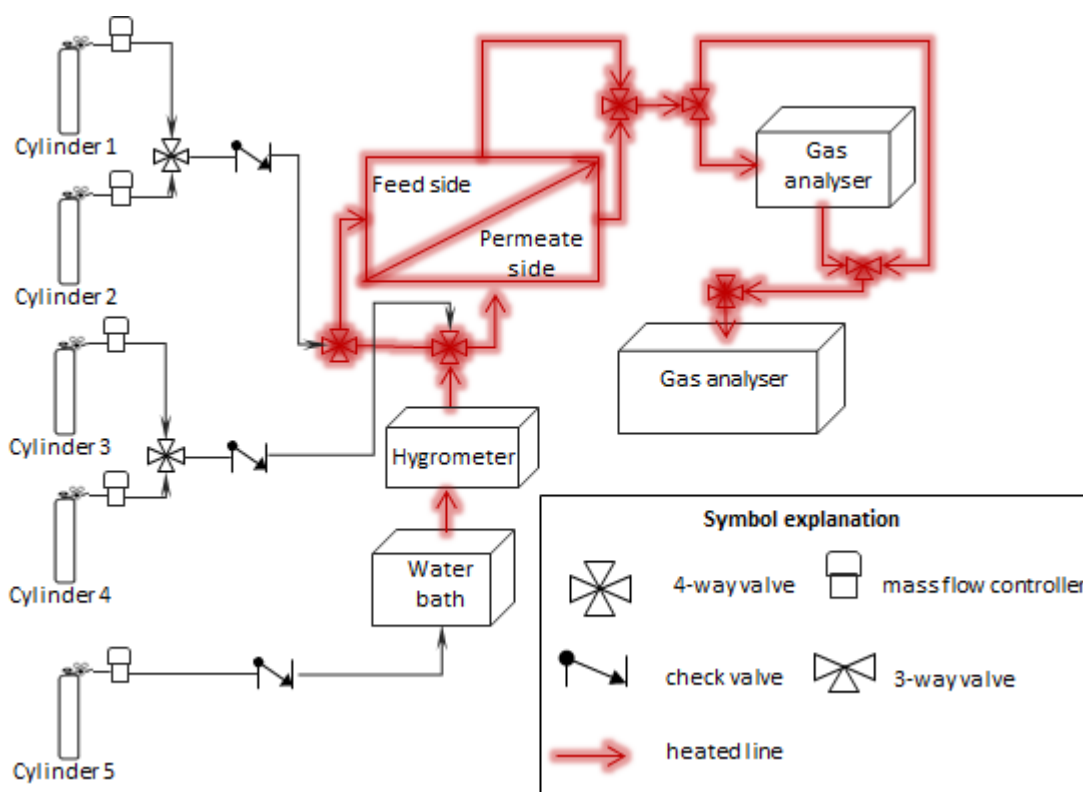 Cylinder 1
Cylinder 2
Cylinder 3
Cylinder 4
Cylinder 5
Feed side
Permeate
side
Gas
analyser
Gas analyser
Hygrometer
Water
bath
Symbol explanation
4-way valve
mass flow controller
check valve
3-way valve
heated line